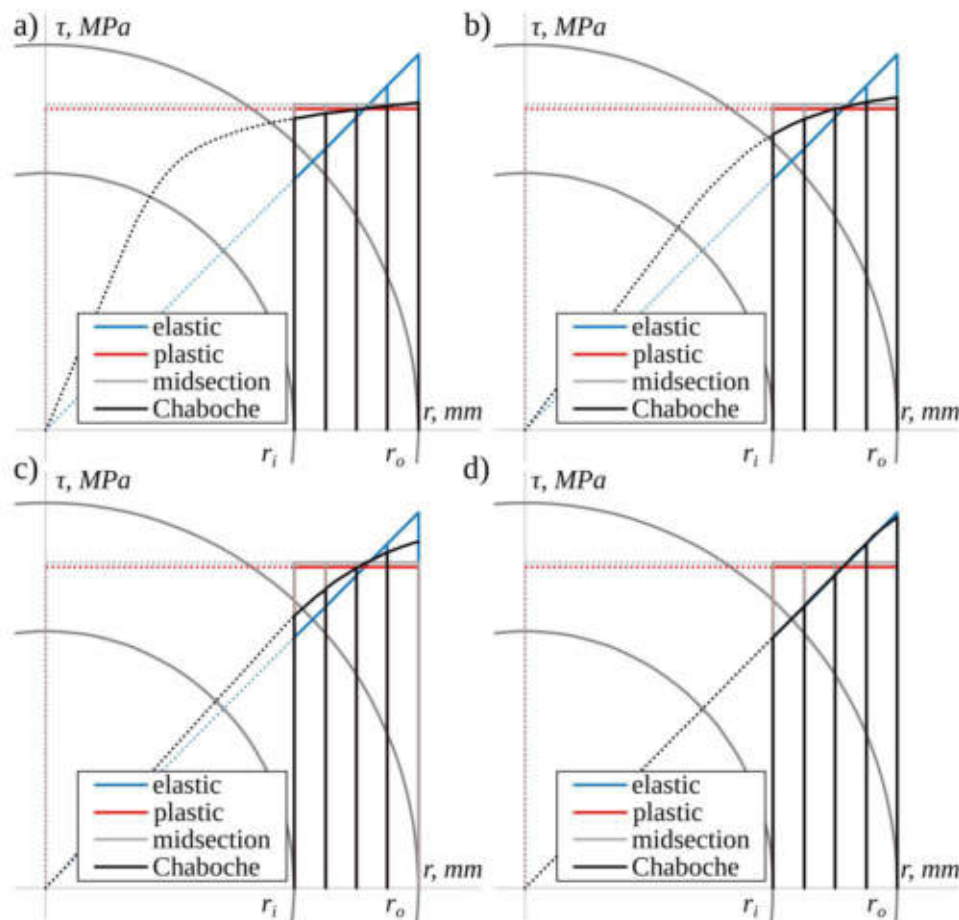 a)
τ, MPa
elastic
plastic
midsection
Chaboche
r, mm
r_i
r_o
b)
τ, MPa
elastic
plastic
midsection
Chaboche
r, mm
r_i
r_o
c)
τ, MPa
elastic
plastic
midsection
Chaboche
r, mm
r_i
r_o
d)
τ, MPa
elastic
plastic
midsection
Chaboche
r, mm
r_i
r_o